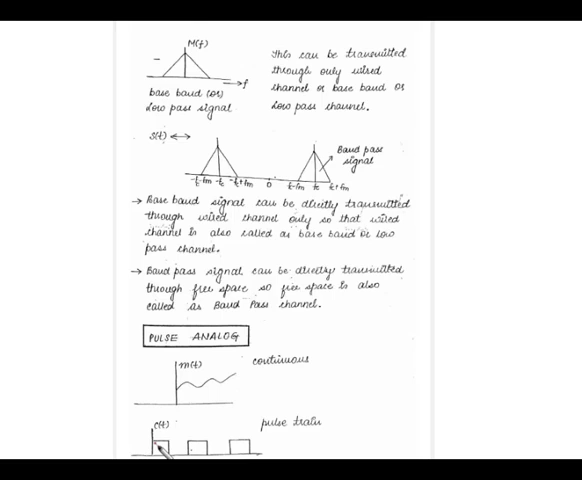 M(f)
f
base band (or)
Low pass signal
This can be transmitted
through only wired
channel or base band or
Low pass channel.
S(t) ↔
Band pass
signal
-fc-fm -fc -fc+fm 0 fc-fm fc fc+fm
→ Base band signal can be directly transmitted
through wired channel only so that wired
channel is also called as base band or low
pass channel.
→ Band pass signal can be directly transmitted
through free space so free space is also
called as Band Pass channel.
PULSE ANALOG
m(t)
continuous
c(t)
pulse train